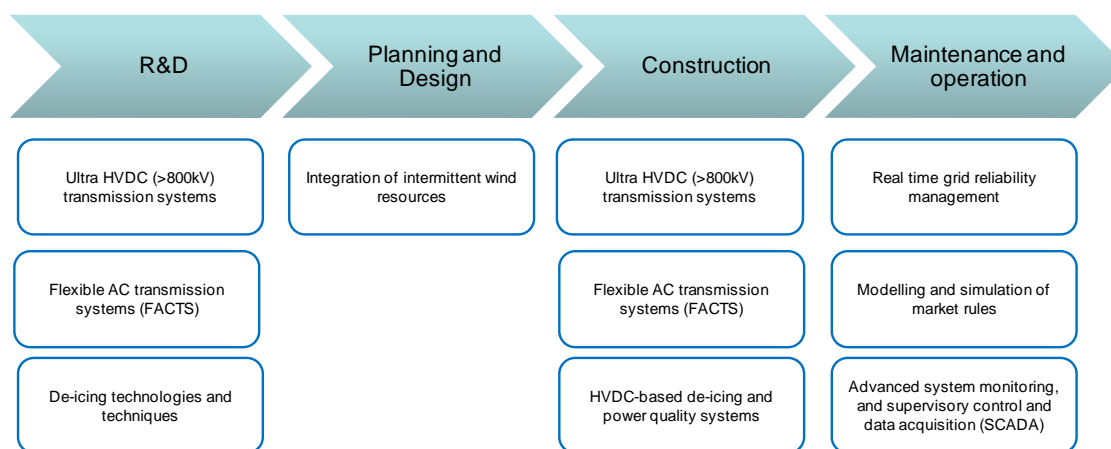 R&D
Planning and
Design
Construction
Maintenance and
operation
Ultra HVDC (>800kV)
transmission systems
Integration of intermittent wind
resources
Ultra HVDC (>800kV)
transmission systems
Real time grid reliability
management
Flexible AC transmission
systems (FACTS)
Flexible AC transmission
systems (FACTS)
Modelling and simulation of
market rules
De-icing technologies and
techniques
HVDC-based de-icing and
power quality systems
Advanced system monitoring,
and supervisory control and
data acquisition (SCADA)